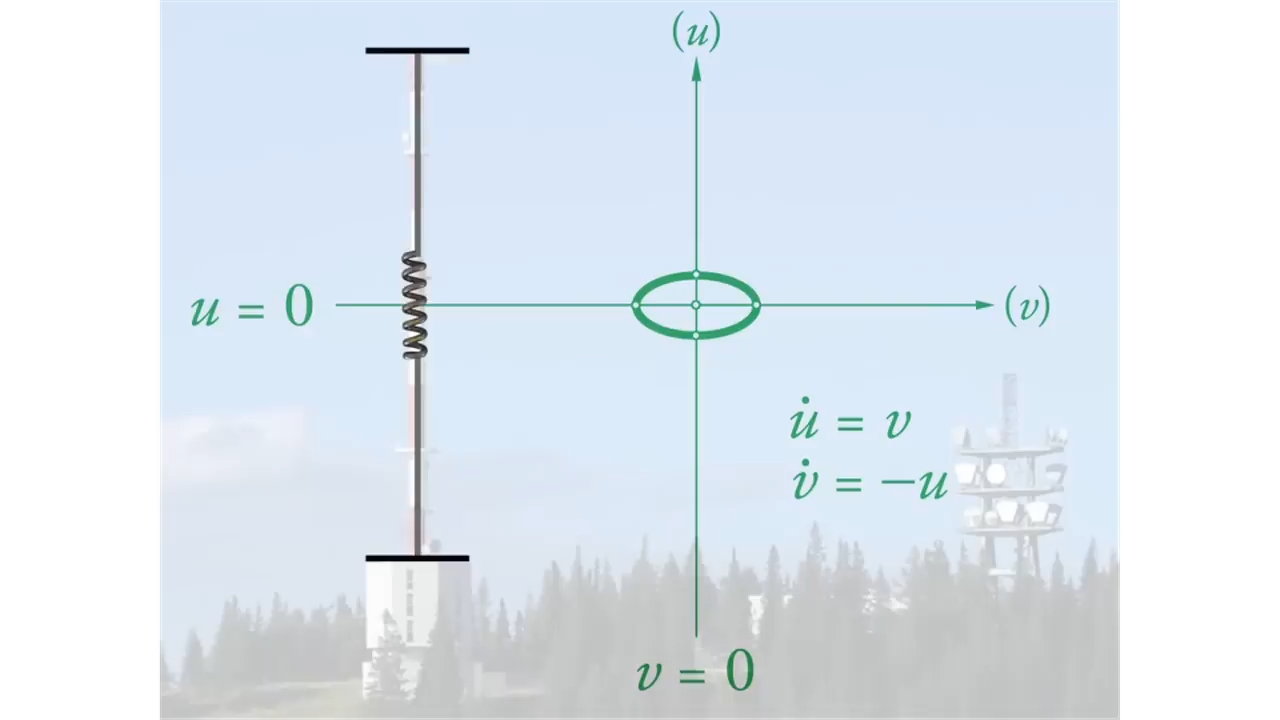 (u)
u = 0
(v)
u̇ = v
v̇ = −u
v = 0